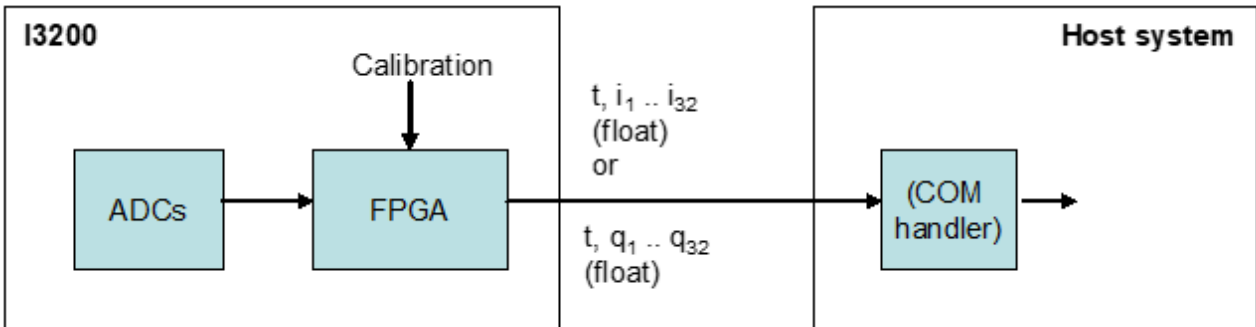 I3200
Host system
Calibration
t, i₁ .. i₃₂
(float)
or
ADCs
FPGA
(COM
handler)
t, q₁ .. q₃₂
(float)